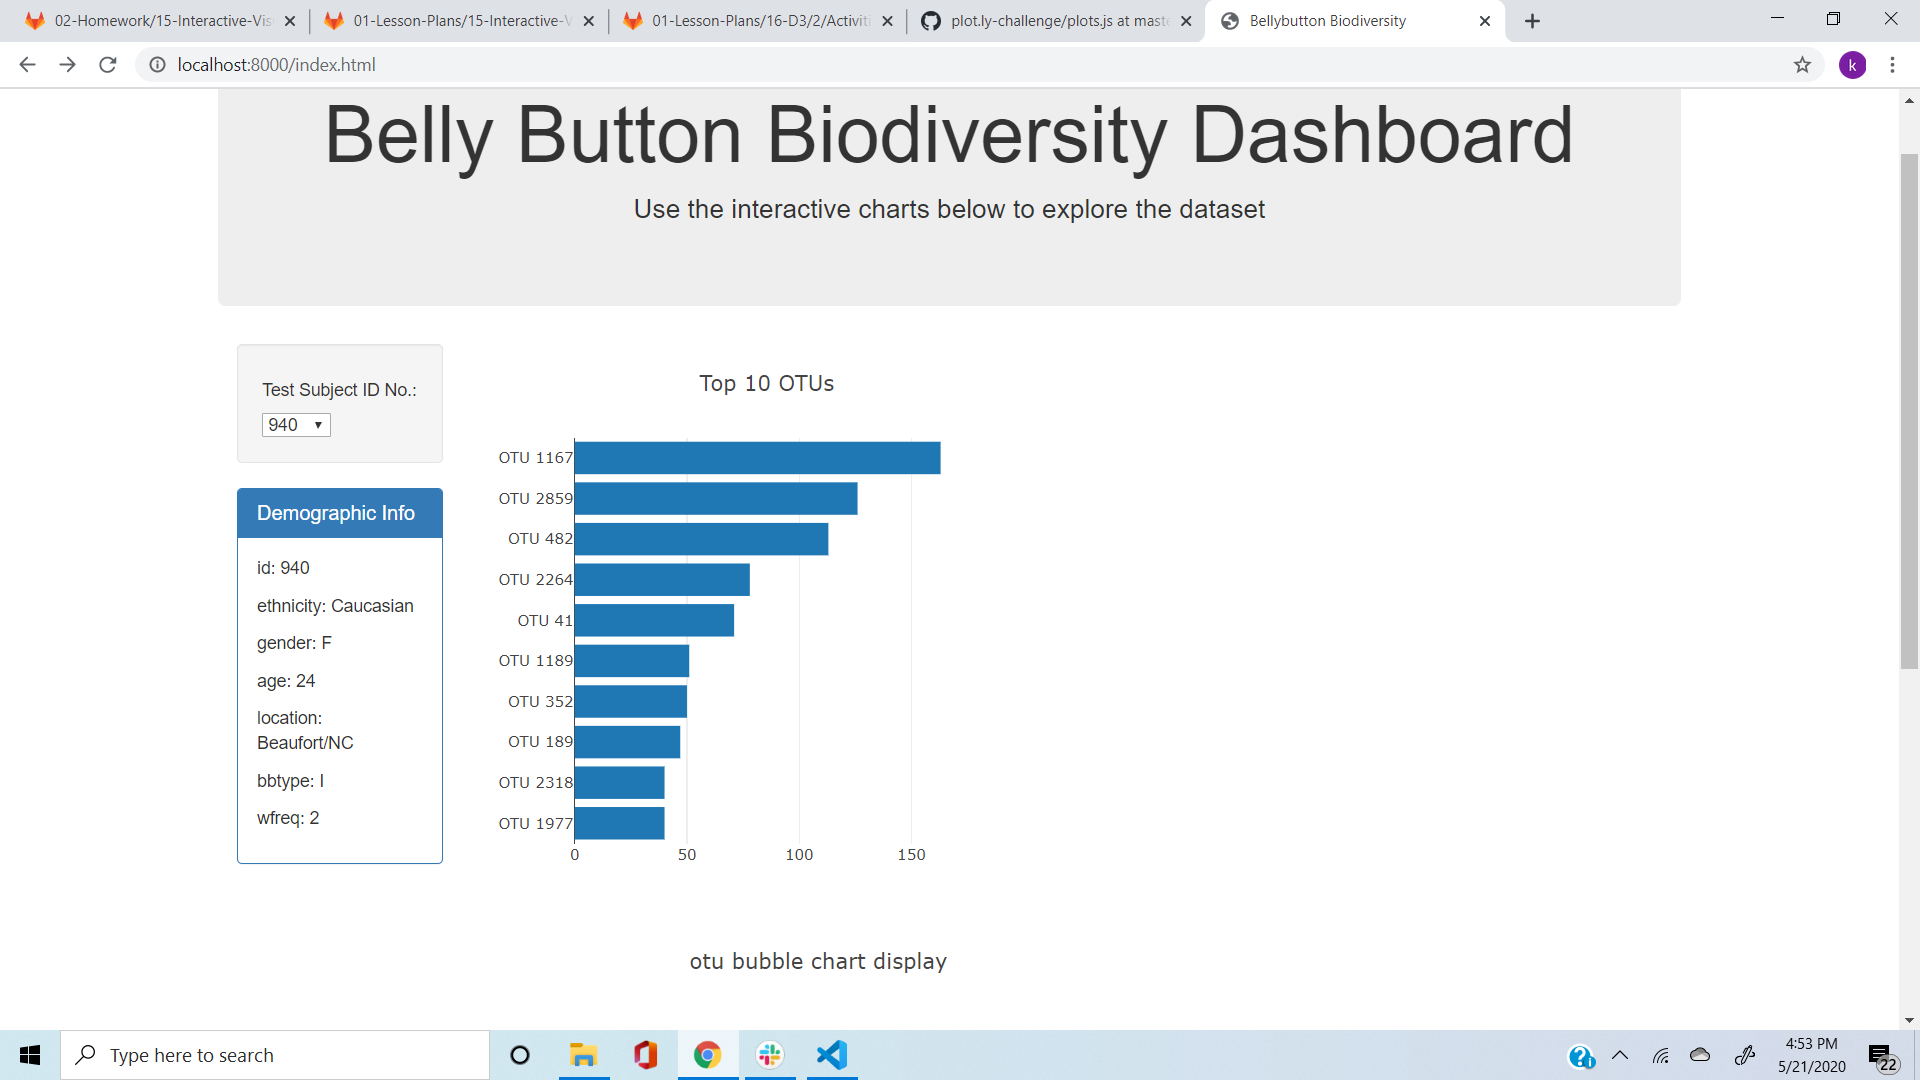 02-Homework/15-Interactive-Vis
01-Lesson-Plans/15-Interactive-V
01-Lesson-Plans/16-D3/2/Activiti
plot.ly-challenge/plots.js at maste
Bellybutton Biodiversity
localhost:8000/index.html
k
Belly Button Biodiversity Dashboard
Use the interactive charts below to explore the dataset
Test Subject ID No.:
940
Demographic Info
id: 940
ethnicity: Caucasian
gender: F
age: 24
location:
Beaufort/NC
bbtype: I
wfreq: 2
Top 10 OTUs
OTU 1167
OTU 2859
OTU 482
OTU 2264
OTU 41
OTU 1189
OTU 352
OTU 189
OTU 2318
OTU 1977
0 50 100 150
otu bubble chart display
Type here to search
4:53 PM
5/21/2020
22